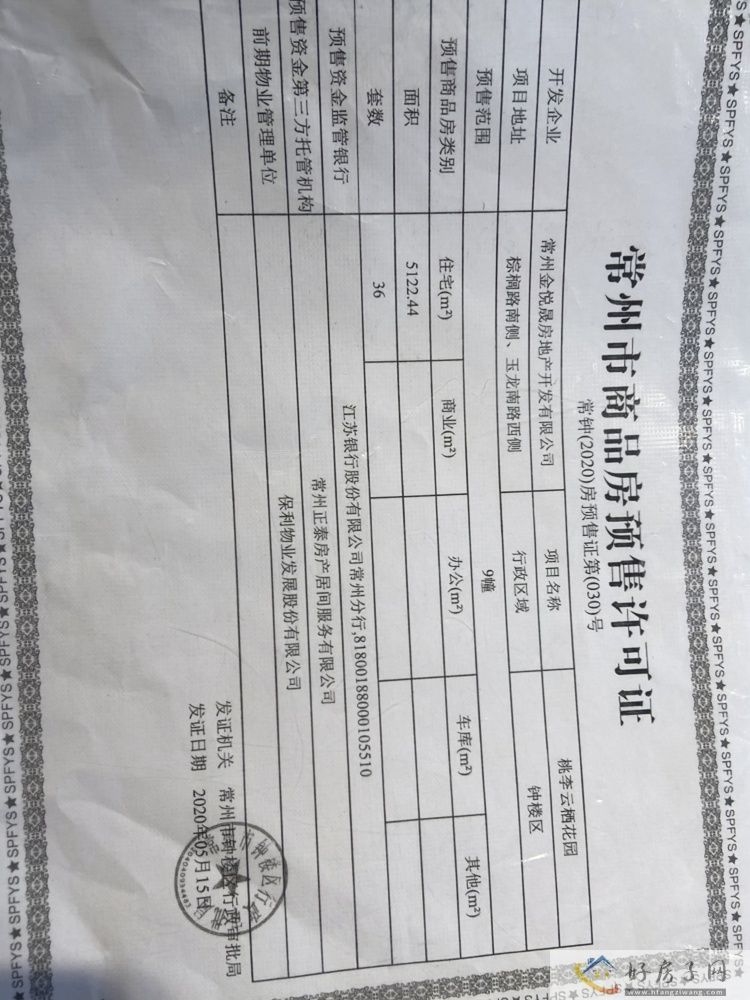 常州市商品房预售许可证
常钟(2020)房预售证第(030)号
开发企业 常州金悦晟房地产开发有限公司 项目名称 桃李云栖花园
项目地址 棕榈路南侧、玉龙南路西侧 行政区域 钟楼区
预售范围 9幢
预售商品房类别 住宅(m²) 商业(m²) 办公(m²) 车库(m²) 其他(m²)
面积 5122.44
套数 36
预售资金监管银行 江苏银行股份有限公司常州分行,81800188000105510
预售资金第三方托管机构 常州正泰房产居间服务有限公司
前期物业管理单位 保利物业发展股份有限公司
备注
发证机关 常州市钟楼区行政审批局
发证日期 2020年05月15日
SPFYS★SPFYS★SPFYS★SPFYS★SPFYS★SPFYS★SPFYS
好房子网
www.hfangziwang.com